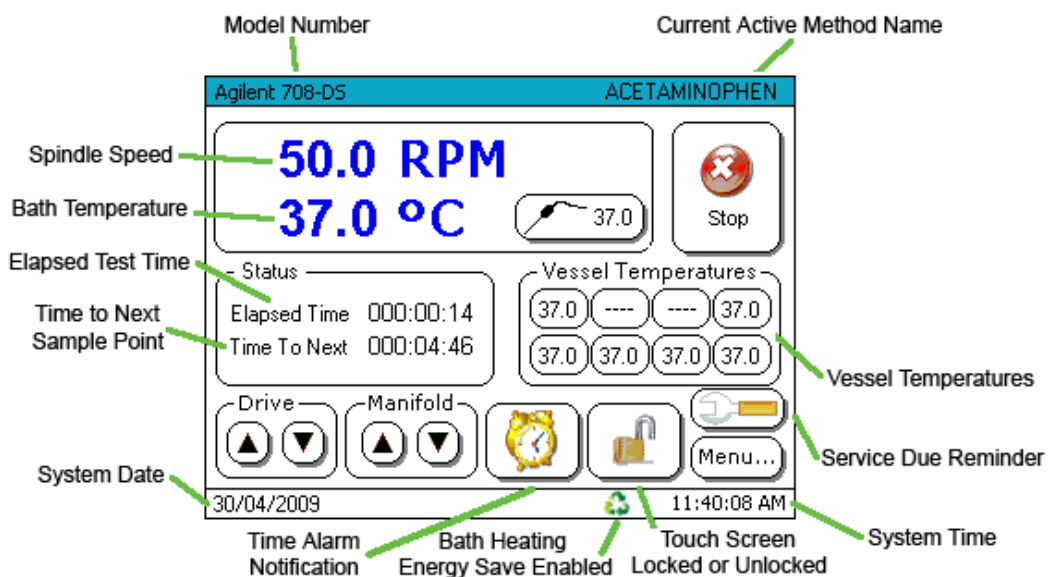 Model Number
Current Active Method Name
Agilent 708-DS
ACETAMINOPHEN
Spindle Speed
50.0 RPM
Bath Temperature
37.0 ºC
37.0
Stop
Elapsed Test Time
Status
Elapsed Time 000:00:14
Time to Next
Sample Point
Time To Next 000:04:46
Vessel Temperatures
37.0 ---- ---- 37.0
37.0 37.0 37.0 37.0
Vessel Temperatures
Drive
Manifold
Menu...
Service Due Reminder
System Date
30/04/2009
11:40:08 AM
System Time
Time Alarm
Notification
Bath Heating
Energy Save Enabled
Touch Screen
Locked or Unlocked